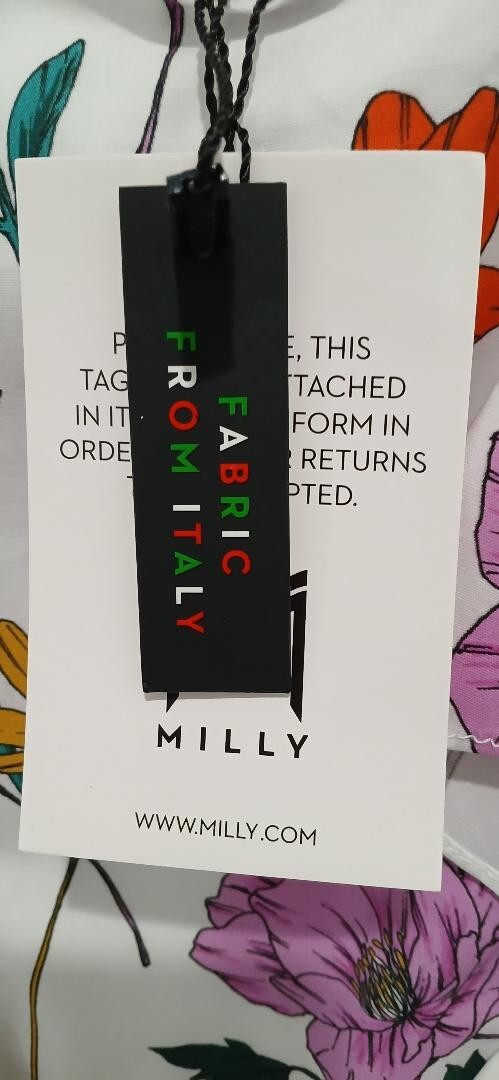 FABRIC
FROM ITALY
THIS
TAG
IN FORM IN
RETURNS
MILLY
WWW.MILLY.COM